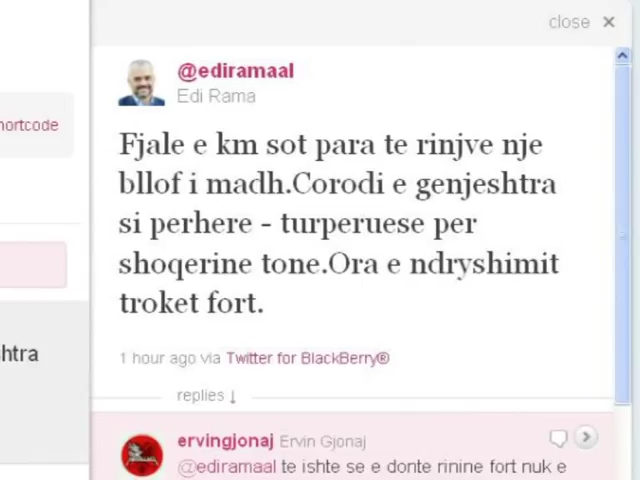 close ×
@ediramaal
Edi Rama
hortcode
Fjale e km sot para te rinjve nje
bllof i madh.Corodi e genjeshtra
si perhere - turperuese per
shoqerine tone.Ora e ndryshimit
troket fort.
htra
1 hour ago via Twitter for BlackBerry®
replies ↓
ervingjonaj Ervin Gjonaj
@ediramaal te ishte se e donte rinine fort nuk e